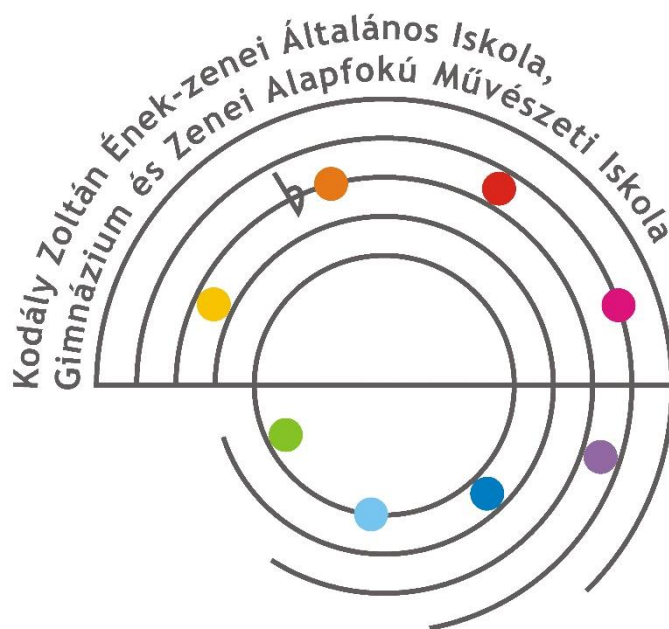 Kodály Zoltán Ének-zenei Általános Iskola,
Gimnázium és Zenei Alapfokú Művészeti Iskola